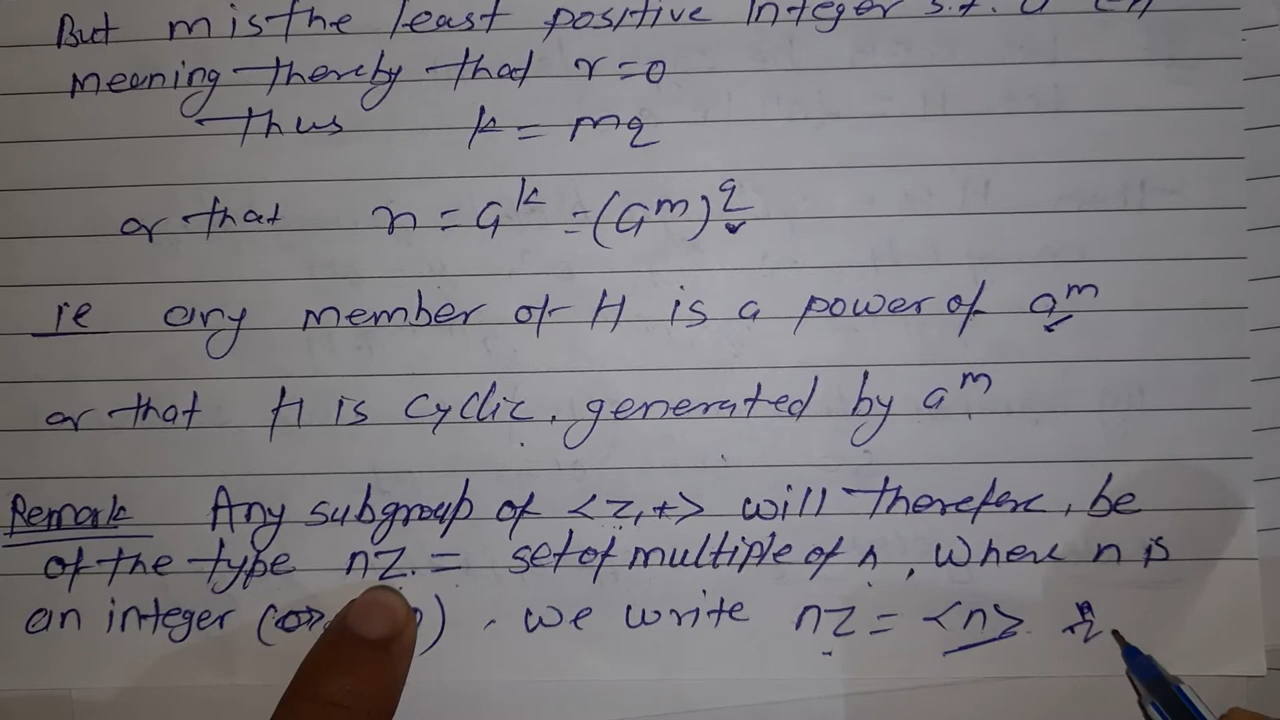 But m is the least positive integer s.t.
meaning thereby that r=0
thus k = mq
or that x = a^k = (a^m)^q
ie any member of H is a power of a^m
or that H is cyclic, generated by a^m
Remark Any subgroup of <Z,+> will therefore, be
of the type nZ = set of multiple of n, where n is
an integer ( ). we write nZ = <n>.